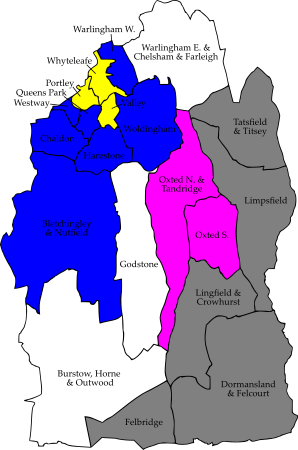 Warlingham W.
Warlingham E. &
Chelsham & Farleigh
Whyteleafe
Portley
Queens Park
Westway
Valley
Tatsfield
& Titsey
Woldingham
Chaldon
Harestone
Oxted N. &
Tandridge
Limpsfield
Bletchingley
& Nutfield
Oxted S.
Godstone
Lingfield &
Crowhurst
Burstow, Horne
& Outwood
Dormansland
& Felcourt
Felbridge